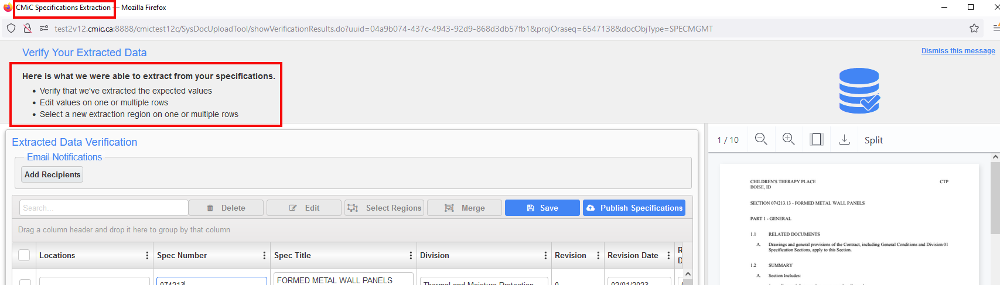 CMiC Specifications Extraction — Mozilla Firefox
test2v12.cmic.ca:8888/cmictest12c/SysDocUploadTool/showVerificationResults.do?uuid=04a9b074-437c-4943-92d9-868d3db57fb1&projOraseq=6547138&docObjType=SPECMGMT
Verify Your Extracted Data
Dismiss this message
Here is what we were able to extract from your specifications.
• Verify that we've extracted the expected values
• Edit values on one or multiple rows
• Select a new extraction region on one or multiple rows
Extracted Data Verification
1 / 10 Split
Email Notifications
Add Recipients
Search... Delete Edit Select Regions Merge Save Publish Specifications
Drag a column header and drop it here to group by that column
Locations Spec Number Spec Title Division Revision Revision Date R D
074213 FORMED METAL WALL PANELS Thermal and Moisture Protection 0 02/01/2023
CHILDREN'S THERAPY PLACE CTP
BOISE, ID
SECTION 074213.13 - FORMED METAL WALL PANELS
PART 1 - GENERAL
1.1 RELATED DOCUMENTS
A. Drawings and general provisions of the Contract, including General Conditions and Division 01
Specification Sections, apply to this Section.
1.2 SUMMARY
A. Section Includes: